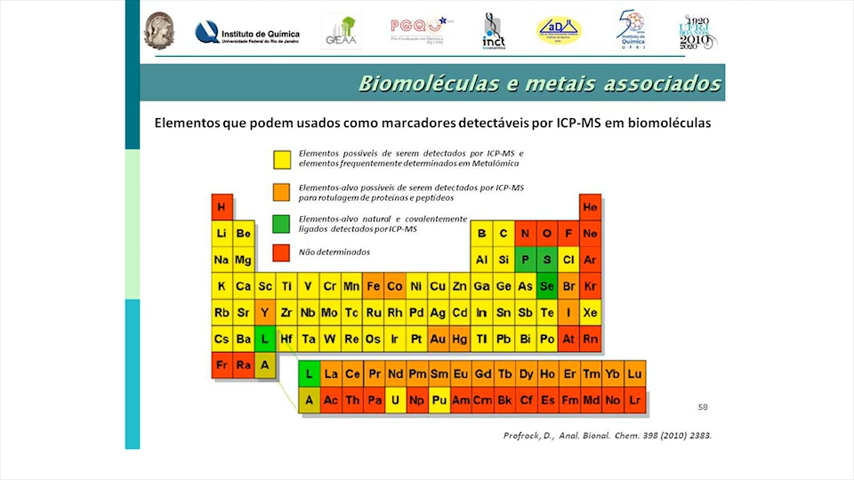 Instituto de Química
Universidade Federal do Rio de Janeiro
GIEAA
PGQu
inct
aD
Instituto de
Química
UFRJ
1920
UFRJ
2010
2020
Biomoléculas e metais associados
Elementos que podem usados como marcadores detectáveis por ICP-MS em biomoléculas
Elementos possíveis de serem detectados por ICP-MS e
elementos frequentemente determinados em Metalômica
Elementos-alvo possíveis de serem detectados por ICP-MS
para rotulagem de proteínas e peptídeos
Elementos-alvo natural e covalentemente
ligados detectados por ICP-MS
Não determinados
H He
Li Be B C N O F Ne
Na Mg Al Si P S Cl Ar
K Ca Sc Ti V Cr Mn Fe Co Ni Cu Zn Ga Ge As Se Br Kr
Rb Sr Y Zr Nb Mo Tc Ru Rh Pd Ag Cd In Sn Sb Te I Xe
Cs Ba L Hf Ta W Re Os Ir Pt Au Hg Tl Pb Bi Po At Rn
Fr Ra A
L La Ce Pr Nd Pm Sm Eu Gd Tb Dy Ho Er Tm Yb Lu
A Ac Th Pa U Np Pu Am Cm Bk Cf Es Fm Md No Lr
58
Profrock, D., Anal. Bional. Chem. 398 (2010) 2383.